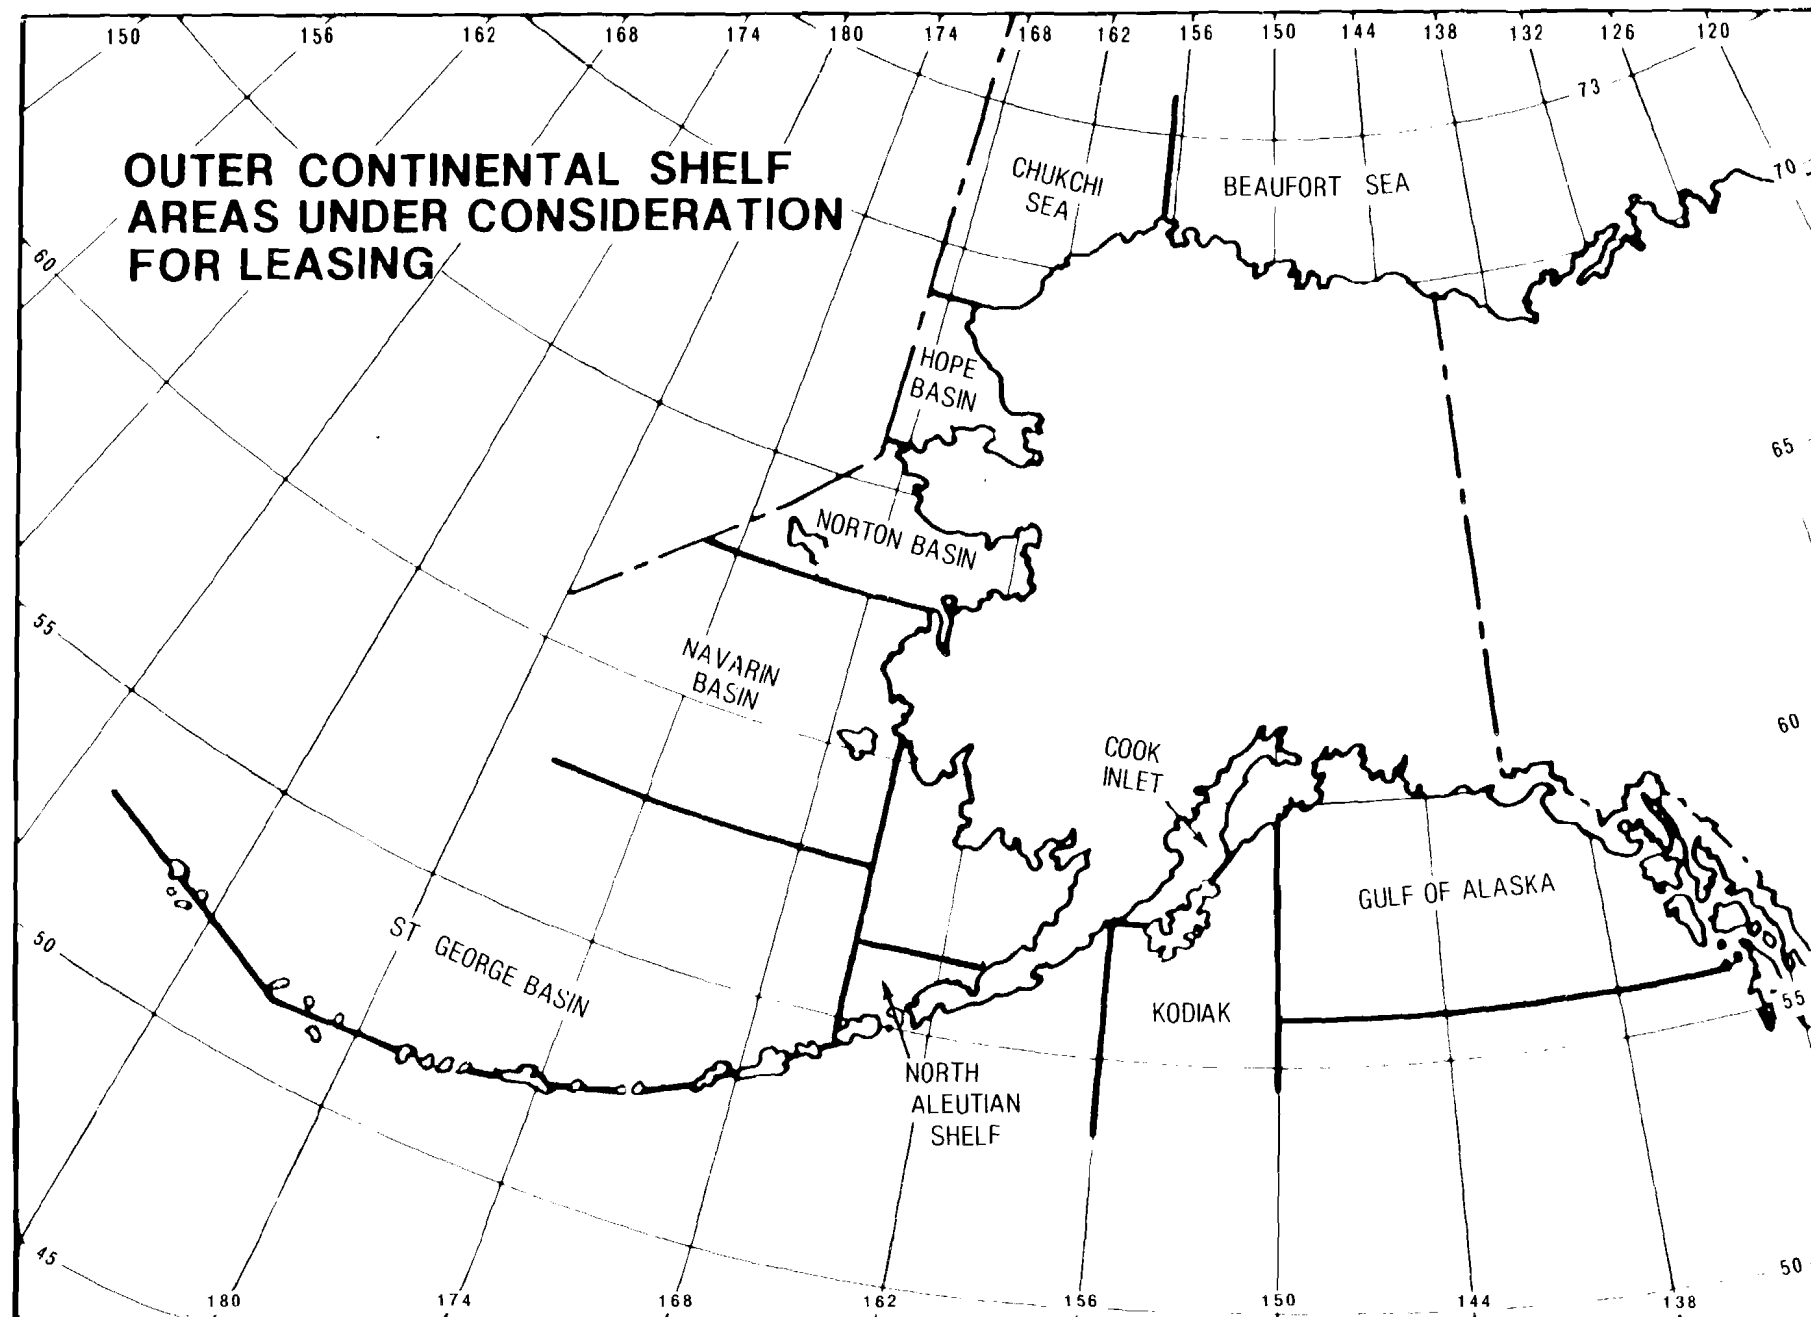 150 156 162 168 174 180 174 168 162 156 150 144 138 132 126 120
73
OUTER CONTINENTAL SHELF
AREAS UNDER CONSIDERATION
FOR LEASING
CHUKCHI
SEA
BEAUFORT SEA
70
60
HOPE
BASIN
65
NORTON BASIN
55
NAVARIN
BASIN
60
COOK
INLET
GULF OF ALASKA
50
ST GEORGE BASIN
KODIAK
55
NORTH
ALEUTIAN
SHELF
45
50
180 174 168 162 156 150 144 138